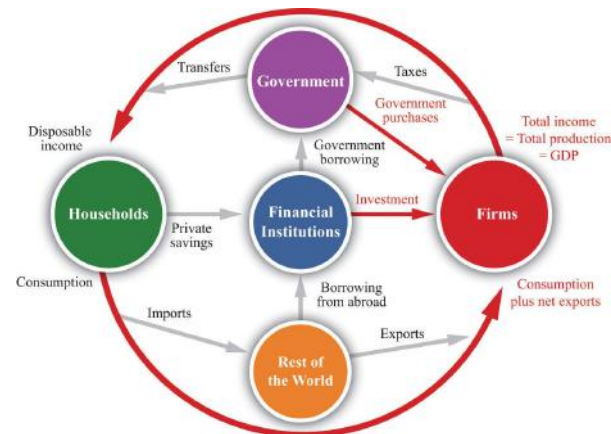 Transfers
Government
Taxes
Government
purchases
Total income
= Total production
= GDP
Disposable
income
Government
borrowing
Households
Private
savings
Financial
Institutions
Investment
Firms
Consumption
Imports
Borrowing
from abroad
Exports
Consumption
plus net exports
Rest of
the World